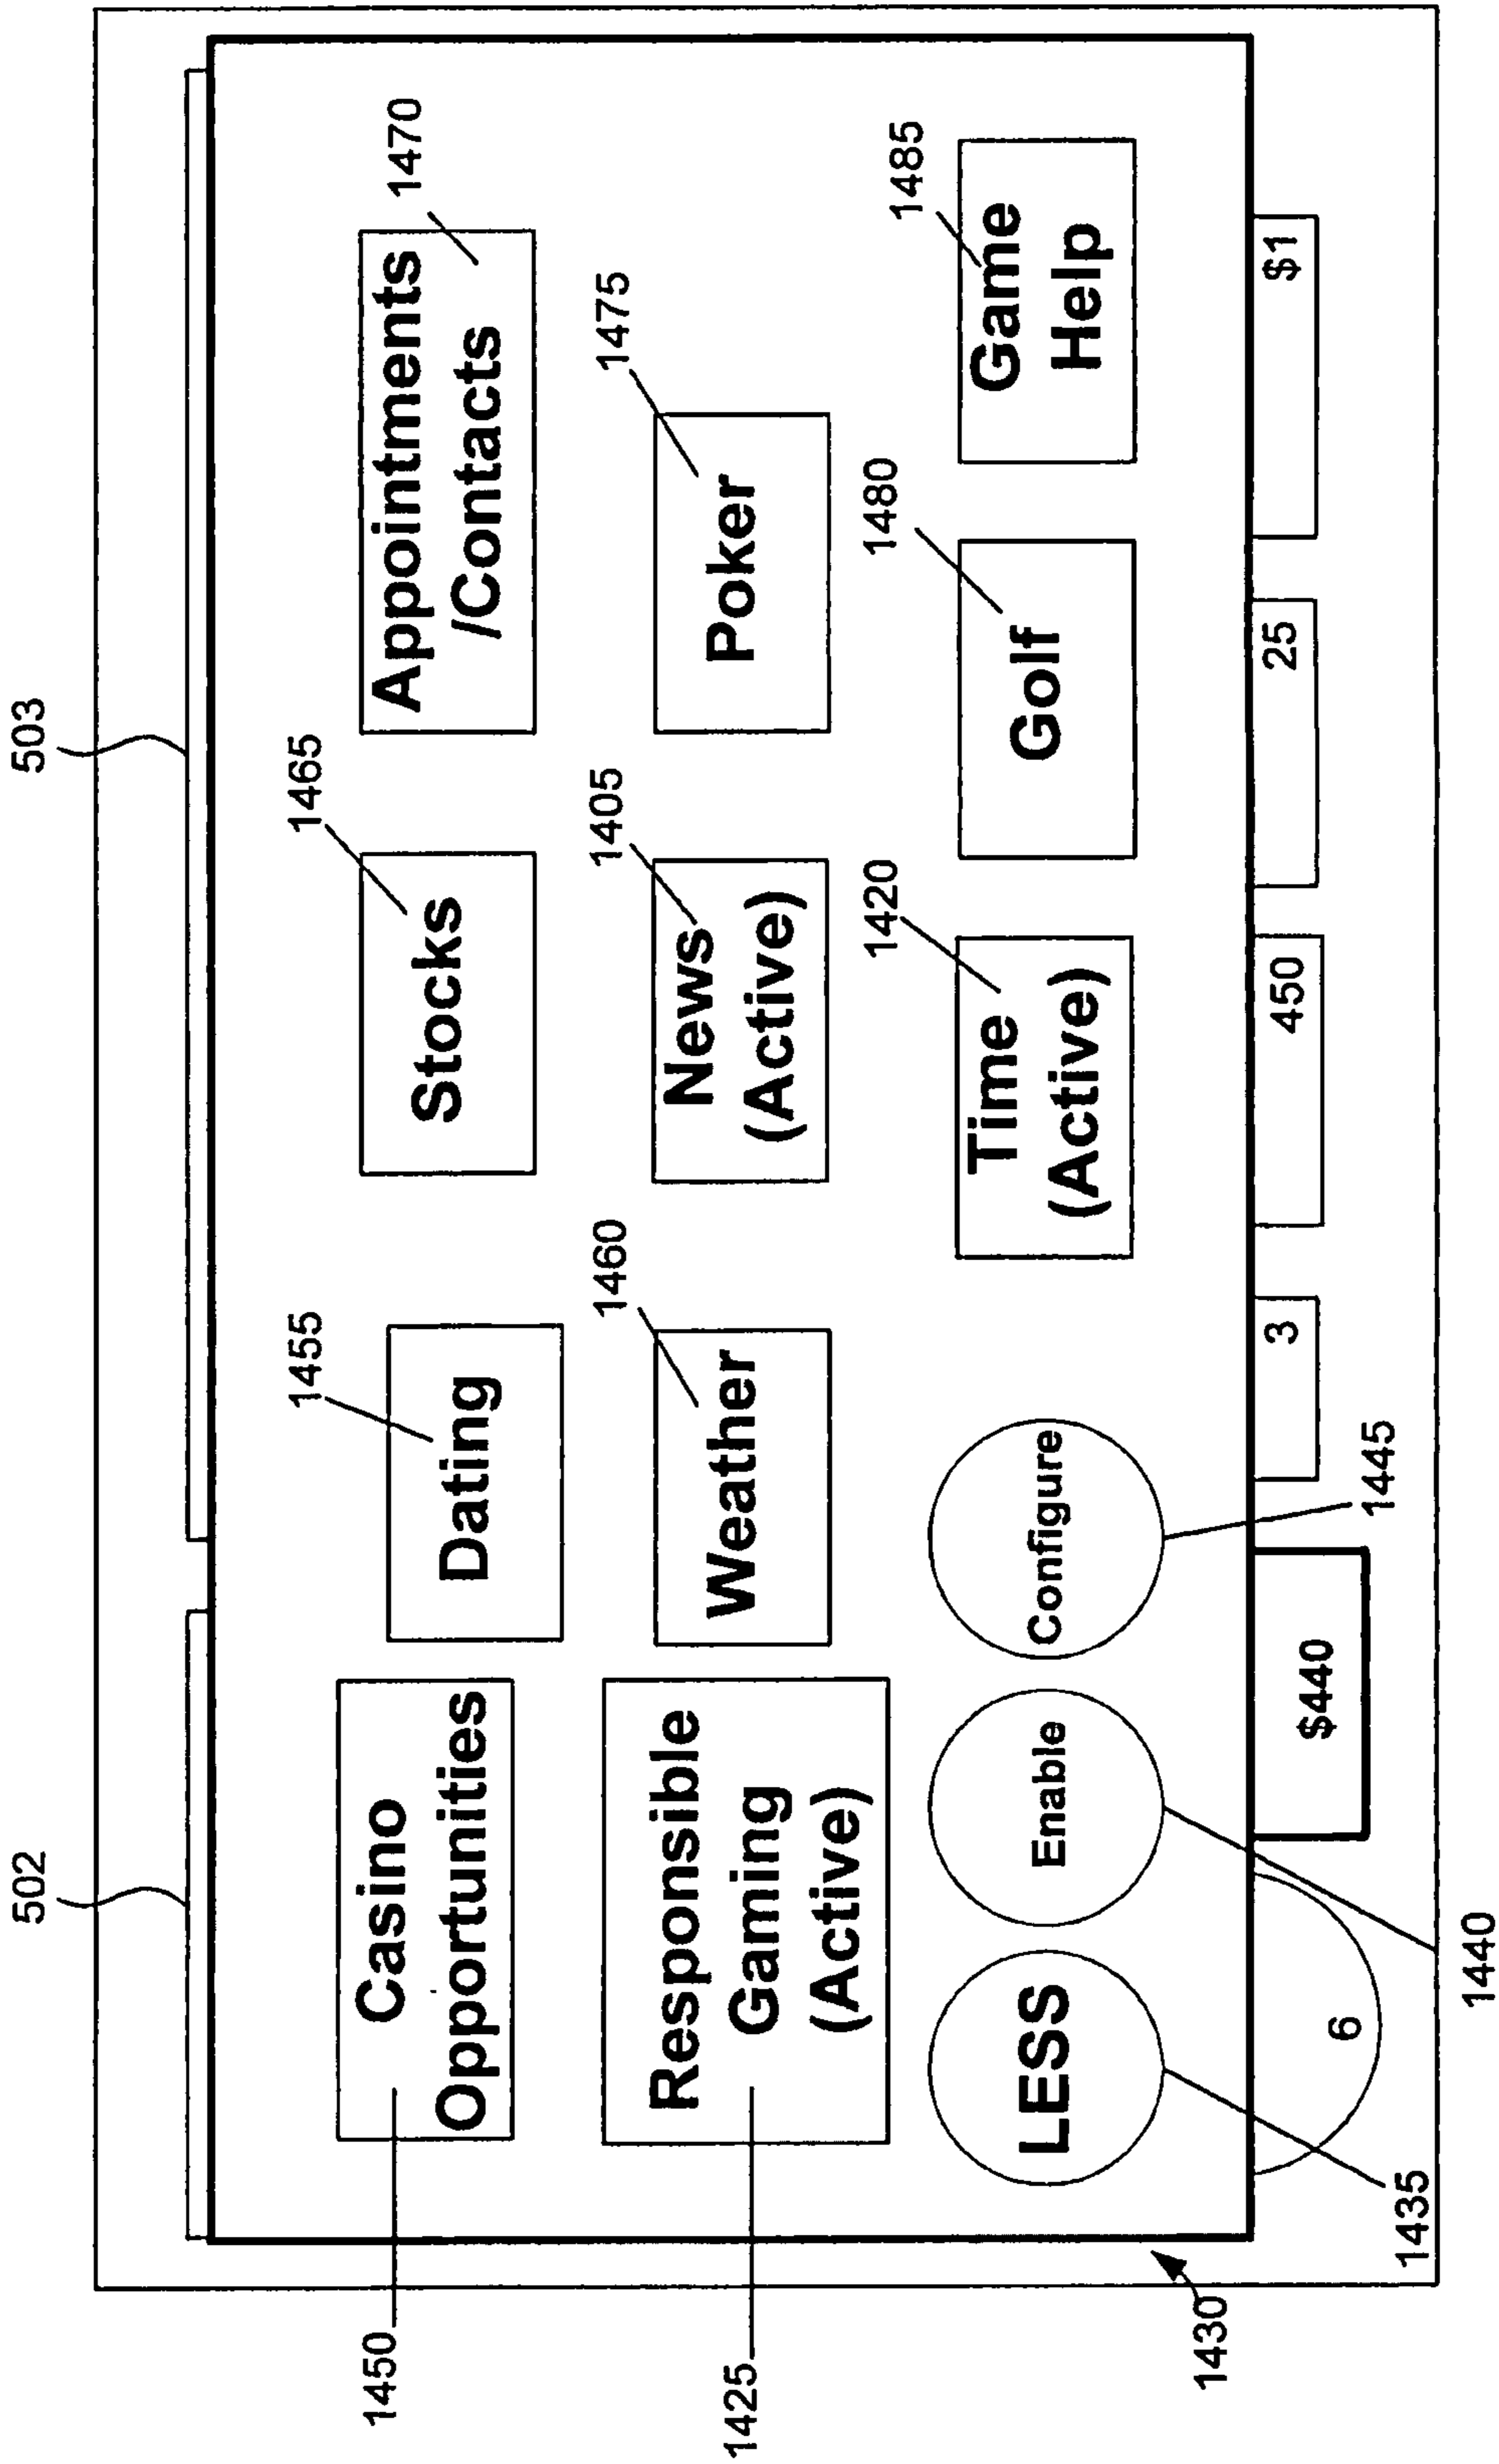 502
503
1450
Casino
Opportunities
1455
Dating
1465
Stocks
1470
Appointments
/Contacts
1425
Responsible
Gaming
(Active)
1460
Weather
1405
News
(Active)
1475
Poker
LESS
Enable
Configure
1420
Time
(Active)
1480
Golf
1485
Game
Help
1430
1435
6
1440
$440
1445
3
450
25
$1